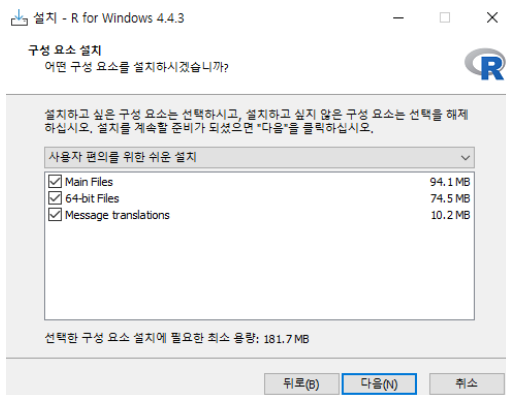 설치 - R for Windows 4.4.3
구성 요소 설치
어떤 구성 요소를 설치하시겠습니까?
R
설치하고 싶은 구성 요소는 선택하시고, 설치하고 싶지 않은 구성 요소는 선택을 해제
하십시오. 설치를 계속할 준비가 되셨으면 "다음"을 클릭하십시오.
사용자 편의를 위한 쉬운 설치
Main Files 94.1 MB
64-bit Files 74.5 MB
Message translations 10.2 MB
선택한 구성 요소 설치에 필요한 최소 용량: 181.7 MB
뒤로(B) 다음(N) 취소